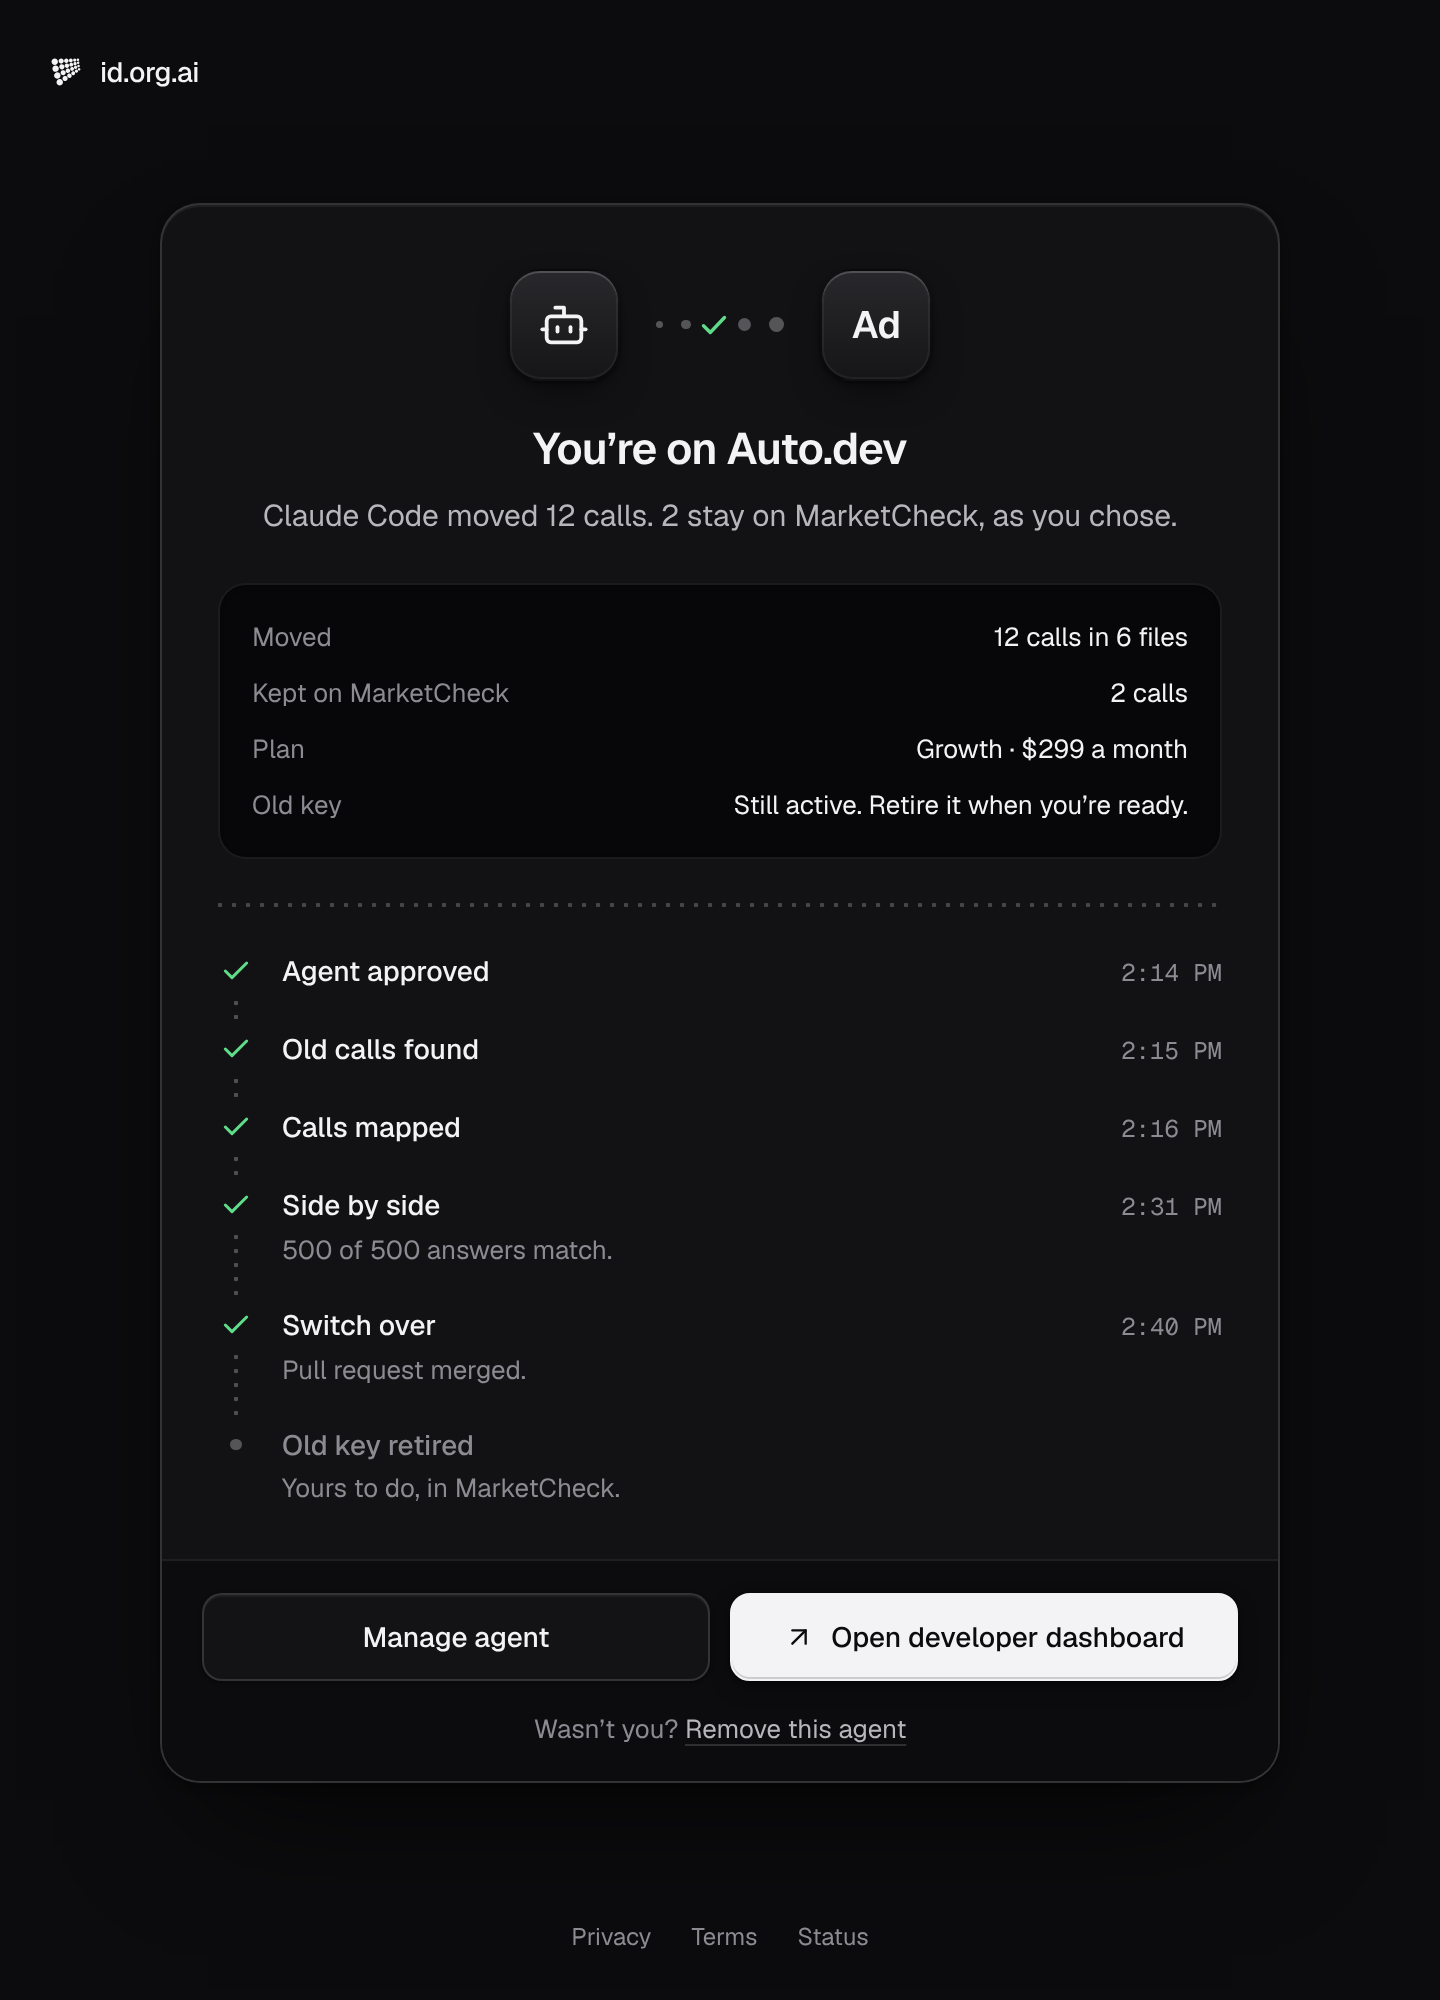 id.org.ai
Ad
You’re on Auto.dev
Claude Code moved 12 calls. 2 stay on MarketCheck, as you chose.
Moved 12 calls in 6 files
Kept on MarketCheck 2 calls
Plan Growth · $299 a month
Old key Still active. Retire it when you’re ready.
Agent approved 2:14 PM
Old calls found 2:15 PM
Calls mapped 2:16 PM
Side by side 2:31 PM
500 of 500 answers match.
Switch over 2:40 PM
Pull request merged.
Old key retired
Yours to do, in MarketCheck.
Manage agent Open developer dashboard
Wasn’t you? Remove this agent
Privacy Terms Status